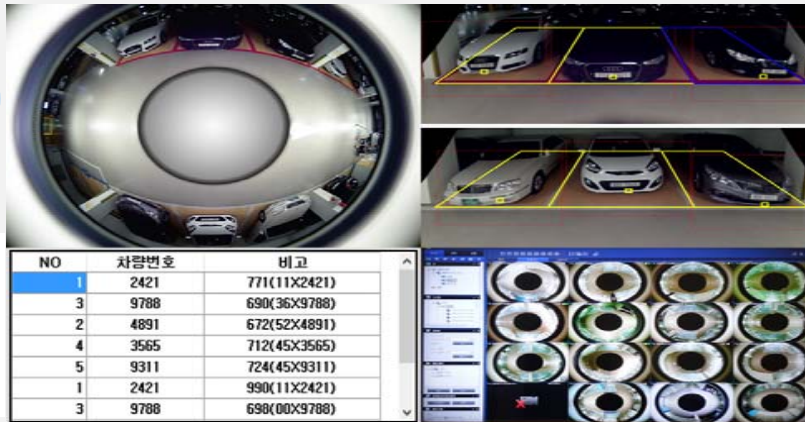 NO 차량번호 비고
1 2421 771(11X2421)
3 9788 690(36X9788)
2 4891 672(52X4891)
4 3565 712(45X3565)
5 9311 724(45X9311)
1 2421 990(11X2421)
3 9788 698(00X9788)